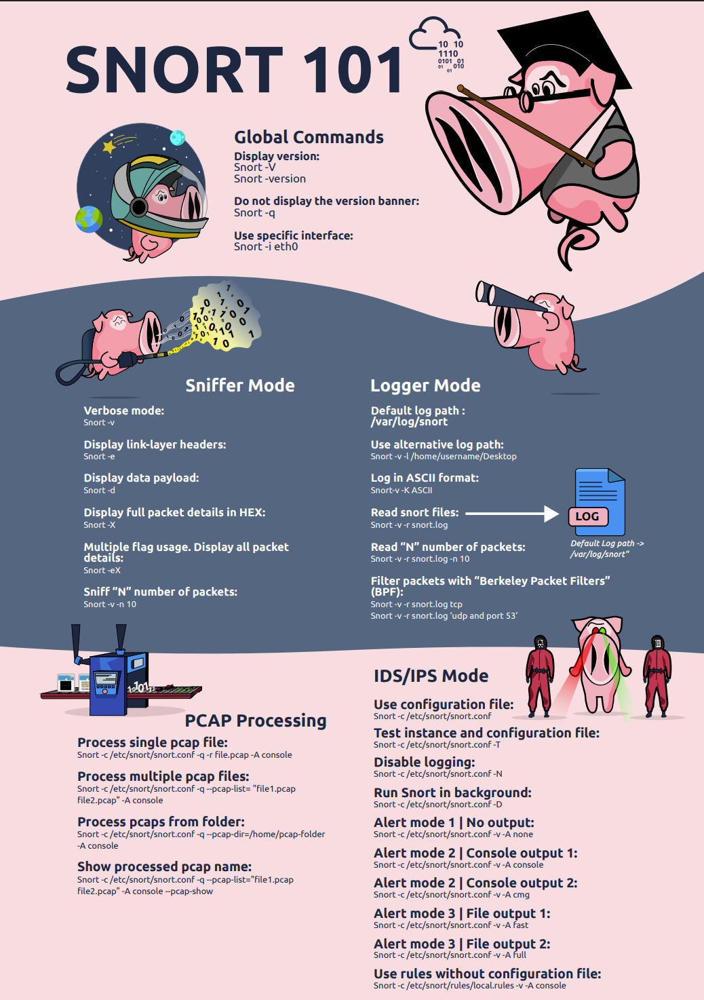 SNORT 101
10 10
1110
0101 01
01 010
01
Global Commands
Display version:
Snort -V
Snort -version
Do not display the version banner:
Snort -q
Use specific interface:
Snort -i eth0
Sniffer Mode
Verbose mode:
Snort -v
Display link-layer headers:
Snort -e
Display data payload:
Snort -d
Display full packet details in HEX:
Snort -X
Multiple flag usage. Display all packet
details:
Snort -eX
Sniff “N” number of packets:
Snort -v -n 10
Logger Mode
Default log path :
/var/log/snort
Use alternative log path:
Snort -v -l /home/username/Desktop
Log in ASCII format:
Snort-v -K ASCII
Read snort files:
Snort -v -r snort.log
LOG
Default Log path ->
/var/log/snort"
Read “N” number of packets:
Snort -v -r snort.log -n 10
Filter packets with “Berkeley Packet Filters”
(BPF):
Snort -v -r snort.log tcp
Snort -v -r snort.log ‘udp and port 53’
PCAP Processing
Process single pcap file:
Snort -c /etc/snort/snort.conf -q -r file.pcap -A console
Process multiple pcap files:
Snort -c /etc/snort/snort.conf -q --pcap-list= "file1.pcap
file2.pcap" -A console
Process pcaps from folder:
Snort -c /etc/snort/snort.conf -q --pcap-dir=/home/pcap-folder
-A console
Show processed pcap name:
Snort -c /etc/snort/snort.conf -q --pcap-list="file1.pcap
file2.pcap" -A console --pcap-show
IDS/IPS Mode
Use configuration file:
Snort -c /etc/snort/snort.conf
Test instance and configuration file:
Snort -c /etc/snort/snort.conf -T
Disable logging:
Snort -c /etc/snort/snort.conf -N
Run Snort in background:
Snort -c /etc/snort/snort.conf -D
Alert mode 1 | No output:
Snort -c /etc/snort/snort.conf -v -A none
Alert mode 2 | Console output 1:
Snort -c /etc/snort/snort.conf -v -A console
Alert mode 2 | Console output 2:
Snort -c /etc/snort/snort.conf -v -A cmg
Alert mode 3 | File output 1:
Snort -c /etc/snort/snort.conf -v -A fast
Alert mode 3 | File output 2:
Snort -c /etc/snort/snort.conf -v -A full
Use rules without configuration file:
Snort -c /etc/snort/rules/local.rules -v -A console